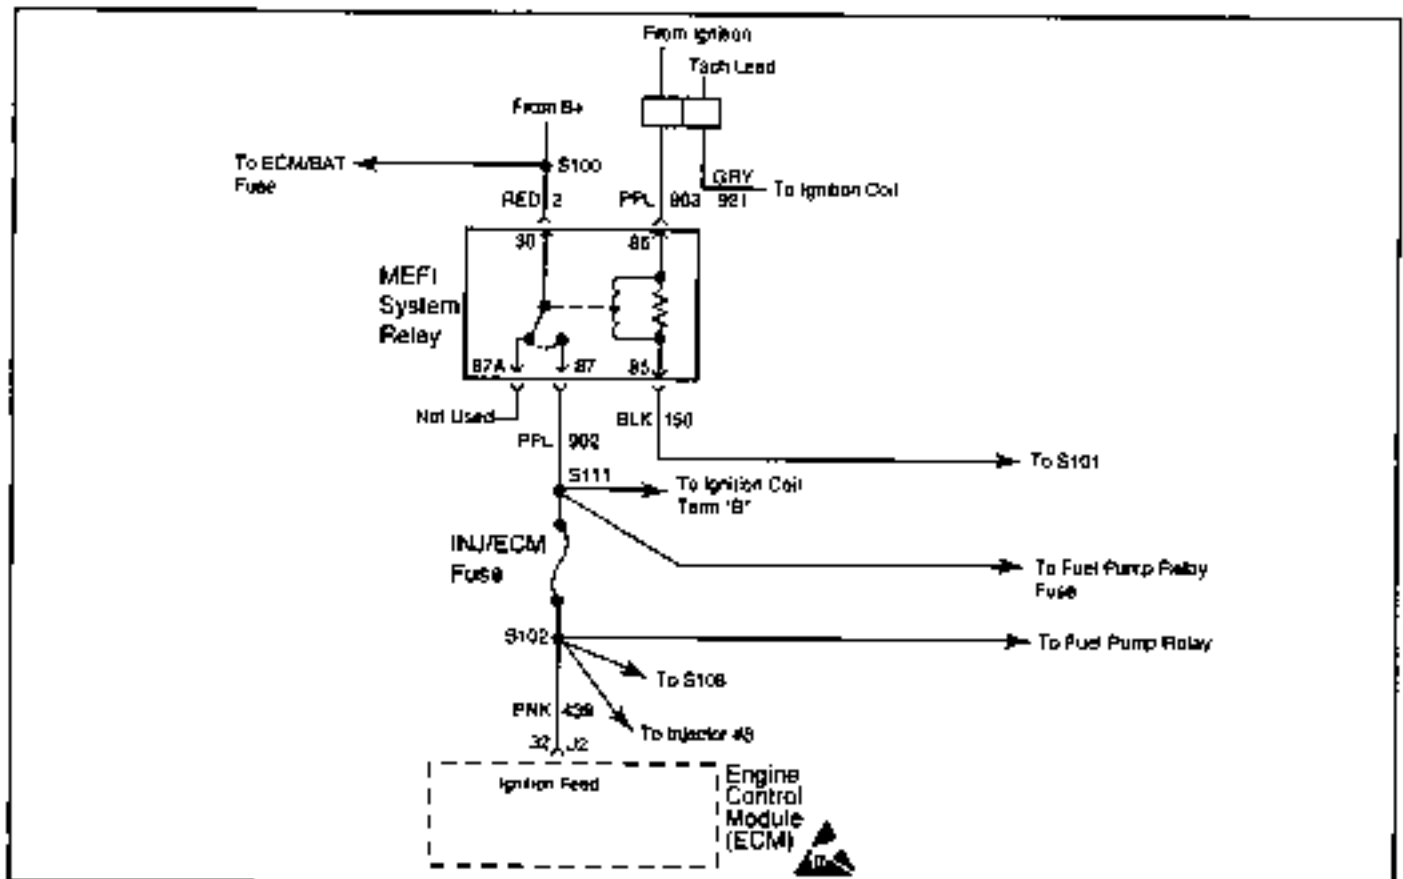 From Ignition
Tach Lead
From B+
To ECM/BAT
Fuse
S100
GRY
To Ignition Coil
RED 2
PPL 903
921
30
86
MEFI
System
Relay
87A
87
85
Not Used
BLK 150
PPL 902
To S101
S111
To Ignition Coil
Term "B"
INJ/ECM
Fuse
To Fuel Pump Relay
Fuse
S102
To Fuel Pump Relay
To S108
PNK 439
To Injector
32 J2
Ignition Feed
Engine
Control
Module
(ECM)